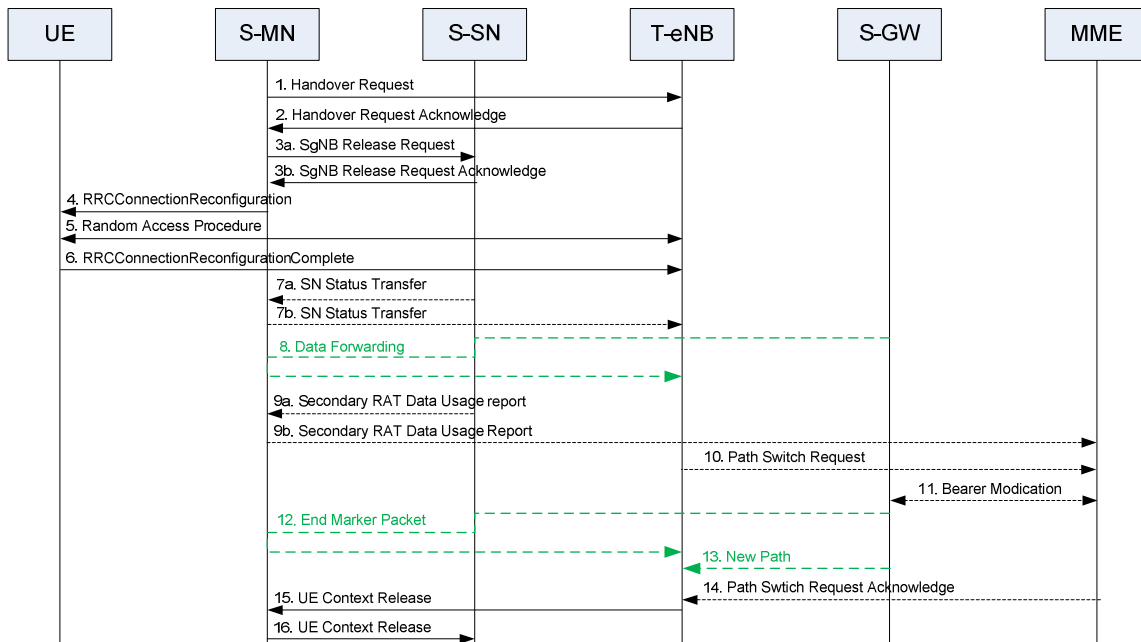 UE
S-MN
S-SN
T-eNB
S-GW
MME
1. Handover Request
2. Handover Request Acknowledge
3a. SgNB Release Request
3b. SgNB Release Request Acknowledge
4. RRCConnectionReconfiguration
5. Random Access Procedure
6. RRCConnectionReconfigurationComplete
7a. SN Status Transfer
7b. SN Status Transfer
8. Data Forwarding
9a. Secondary RAT Data Usage report
9b. Secondary RAT Data Usage Report
10. Path Switch Request
11. Bearer Modication
12. End Marker Packet
13. New Path
14. Path Swtich Request Acknowledge
15. UE Context Release
16. UE Context Release